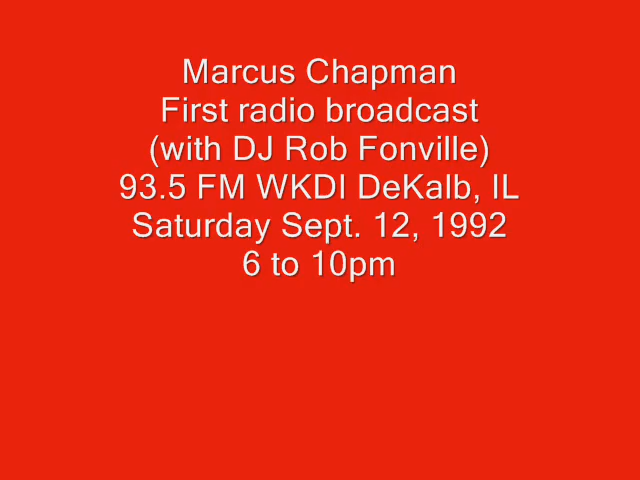 Marcus Chapman
First radio broadcast
(with DJ Rob Fonville)
93.5 FM WKDI DeKalb, IL
Saturday Sept. 12, 1992
6 to 10pm